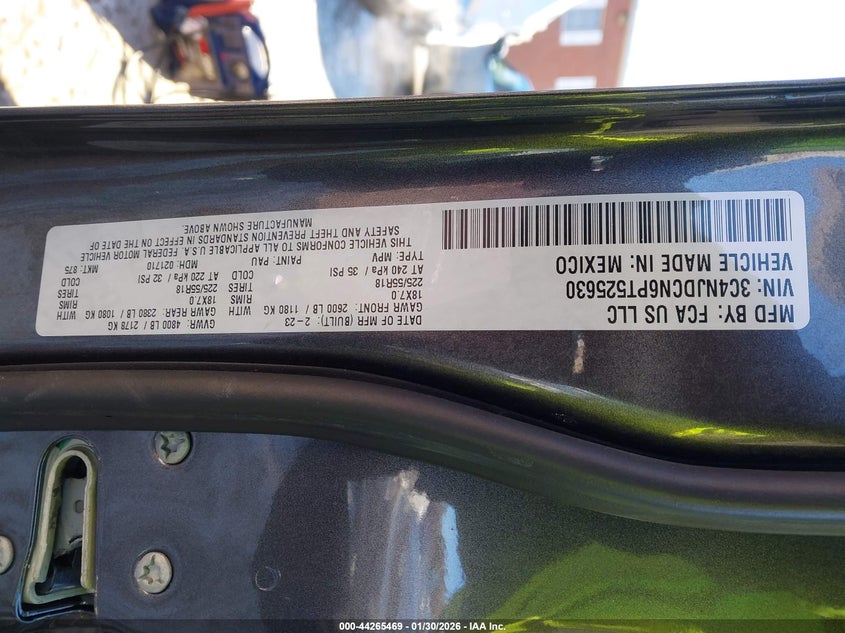 MFD BY: FCA US LLC
VIN: 3C4NJDCN6PT525630
VEHICLE MADE IN: MEXICO
DATE OF MFR (BUILT): 2-23 GVWR: 4800 LB / 2178 KG
GAWR FRONT: 2600 LB / 1180 KG WITH GAWR REAR: 2380 LB / 1080 KG WITH
18X7.0 RIMS 18X7.0 RIMS
225/55R18 TIRES 225/55R18 TIRES
AT 240 kPa / 35 PSI COLD AT 220 kPa / 32 PSI COLD
TYPE: MPV PAINT: PAU MDH: 021710 MKT: 875
THIS VEHICLE CONFORMS TO ALL APPLICABLE U.S.A. FEDERAL MOTOR VEHICLE
SAFETY AND THEFT PREVENTION STANDARDS IN EFFECT ON THE DATE OF
MANUFACTURE SHOWN ABOVE.
000-44265469 - 01/30/2026 - IAA Inc.